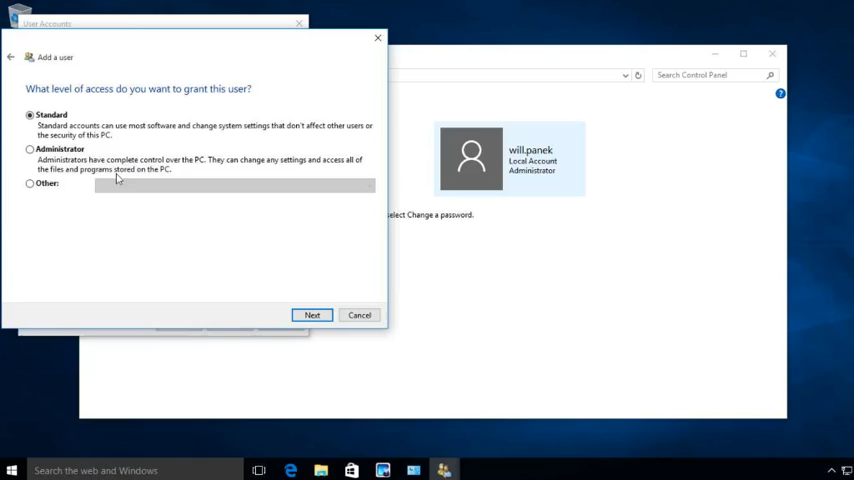 User Accounts
Add a user
What level of access do you want to grant this user?
Standard
Standard accounts can use most software and change system settings that don't affect other users or
the security of this PC.
Administrator
Administrators have complete control over the PC. They can change any settings and access all of
the files and programs stored on the PC.
Other:
Next
Cancel
Search Control Panel
will.panek
Local Account
Administrator
select Change a password.
Search the web and Windows